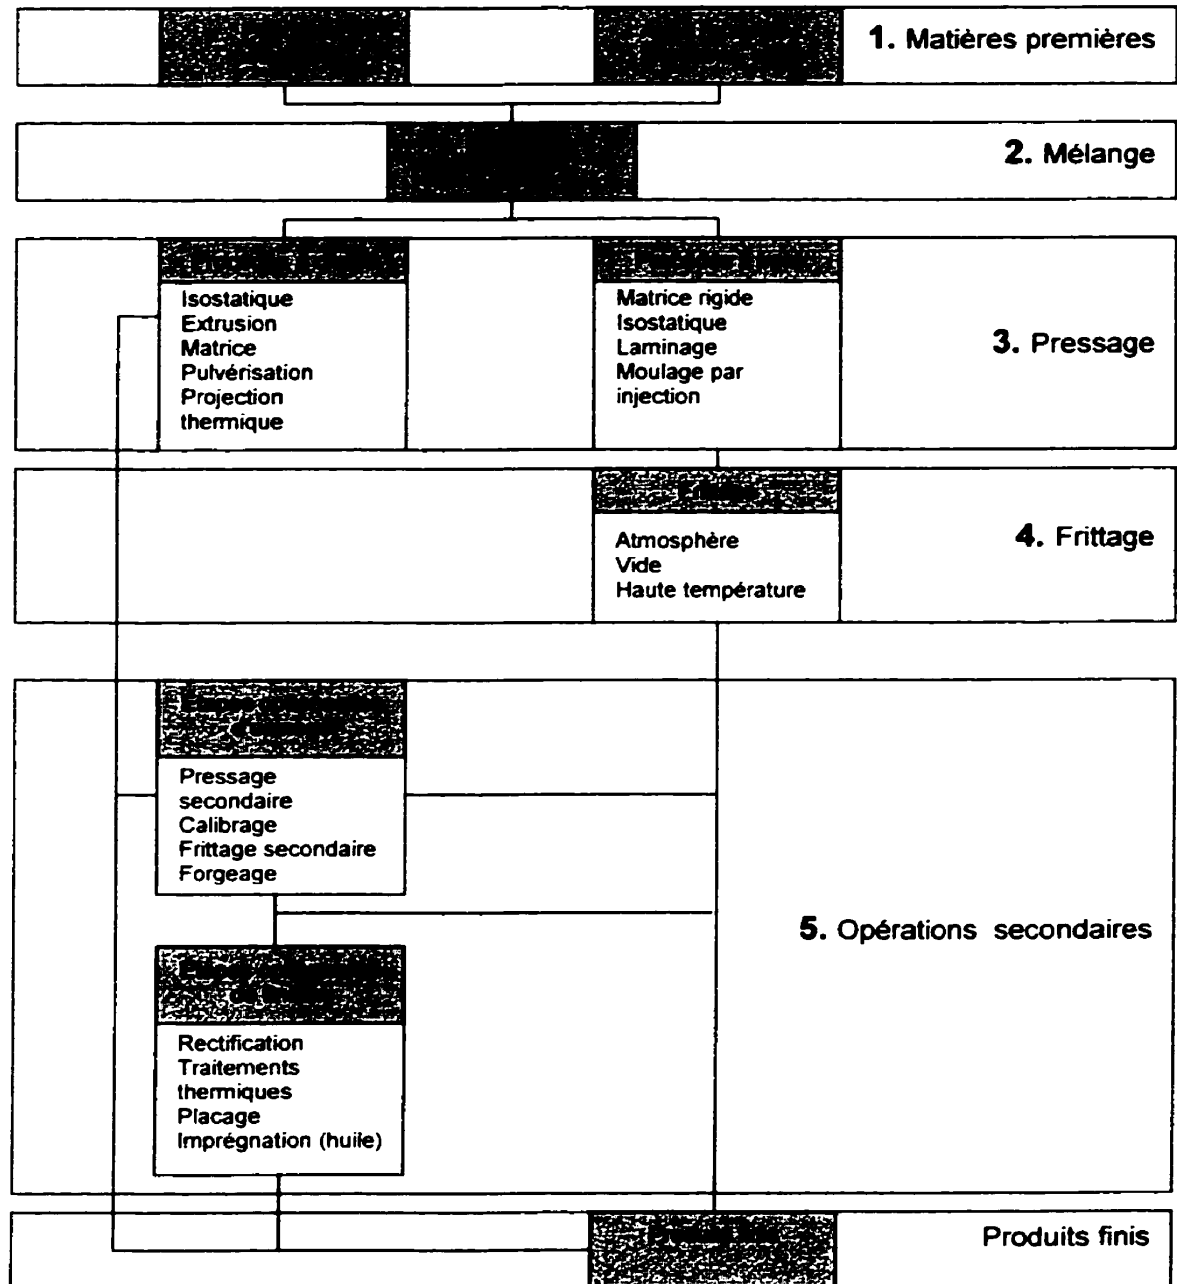 1. Matières premières
2. Mélange
Isostatique
Extrusion
Matrice
Pulvérisation
Projection
thermique
Matrice rigide
Isostatique
Laminage
Moulage par
injection
3. Pressage
Atmosphère
Vide
Haute température
4. Frittage
Pressage
secondaire
Calibrage
Frittage secondaire
Forgeage
5. Opérations secondaires
Rectification
Traitements
thermiques
Placage
Imprégnation (huile)
Produits finis